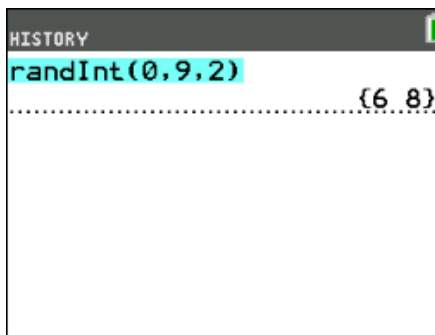 HISTORY
randInt(0,9,2)
{6 8}